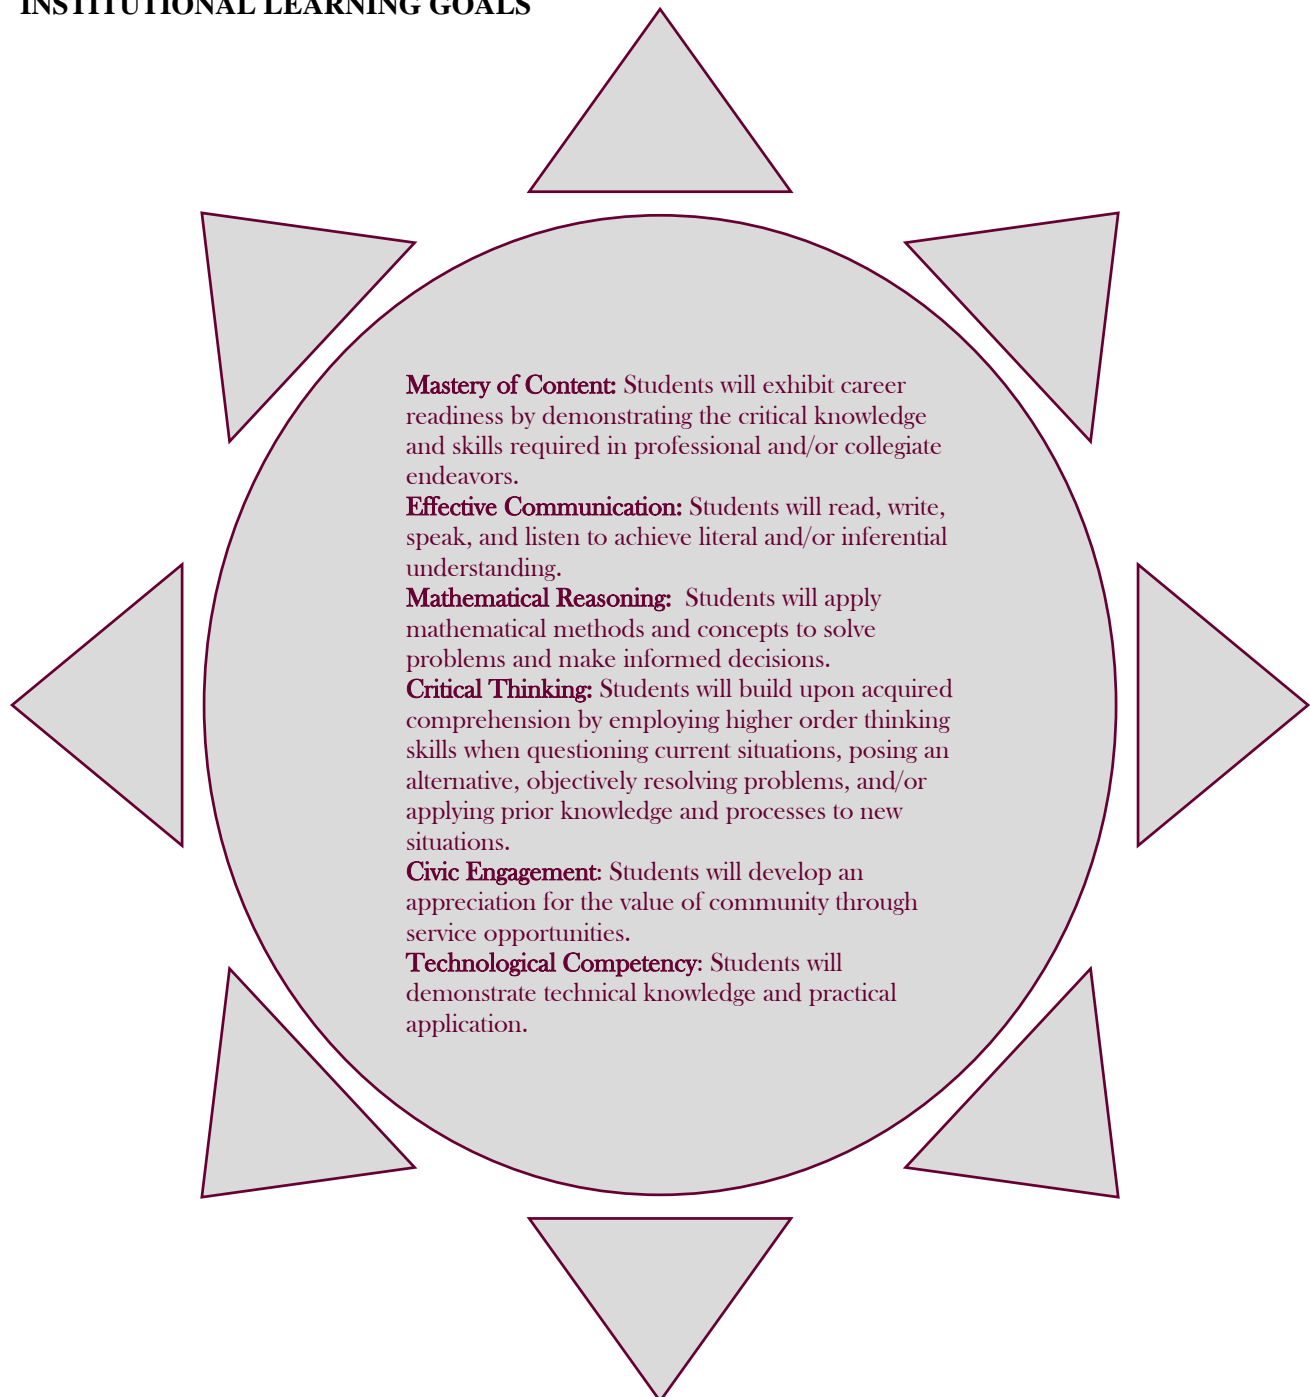 INSTITUTIONAL LEARNING GOALS
Mastery of Content: Students will exhibit career
readiness by demonstrating the critical knowledge
and skills required in professional and/or collegiate
endeavors.
Effective Communication: Students will read, write,
speak, and listen to achieve literal and/or inferential
understanding.
Mathematical Reasoning:  Students will apply
mathematical methods and concepts to solve
problems and make informed decisions.
Critical Thinking: Students will build upon acquired
comprehension by employing higher order thinking
skills when questioning current situations, posing an
alternative, objectively resolving problems, and/or
applying prior knowledge and processes to new
situations.
Civic Engagement: Students will develop an
appreciation for the value of community through
service opportunities.
Technological Competency: Students will
demonstrate technical knowledge and practical
application.